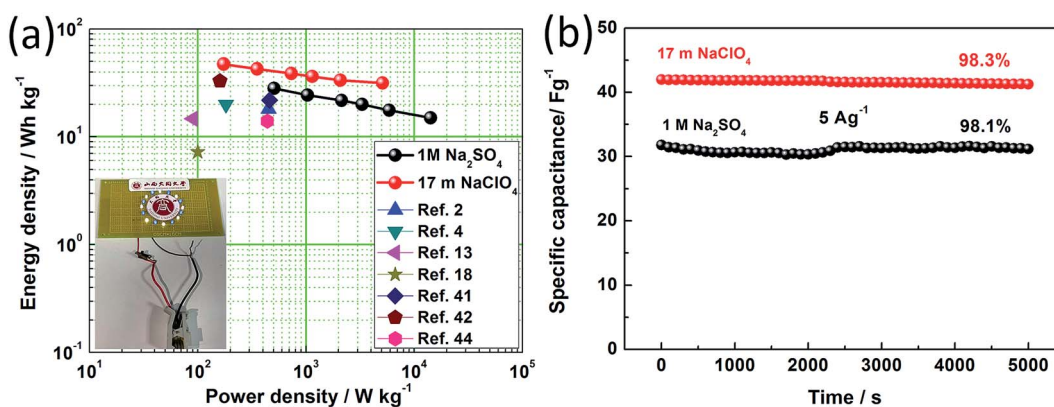 (a)
Energy density / Wh kg⁻¹
10²
10¹
10⁰
10⁻¹
10¹
10²
10³
10⁴
10⁵
Power density / W kg⁻¹
1M Na₂SO₄
17 m NaClO₄
Ref. 2
Ref. 4
Ref. 13
Ref. 18
Ref. 41
Ref. 42
Ref. 44
(b)
Specific capacitance/ Fg⁻¹
50
40
30
20
10
0
17 m NaClO₄ 98.3%
5 Ag⁻¹
1 M Na₂SO₄ 98.1%
0 1000 2000 3000 4000 5000
Time / s